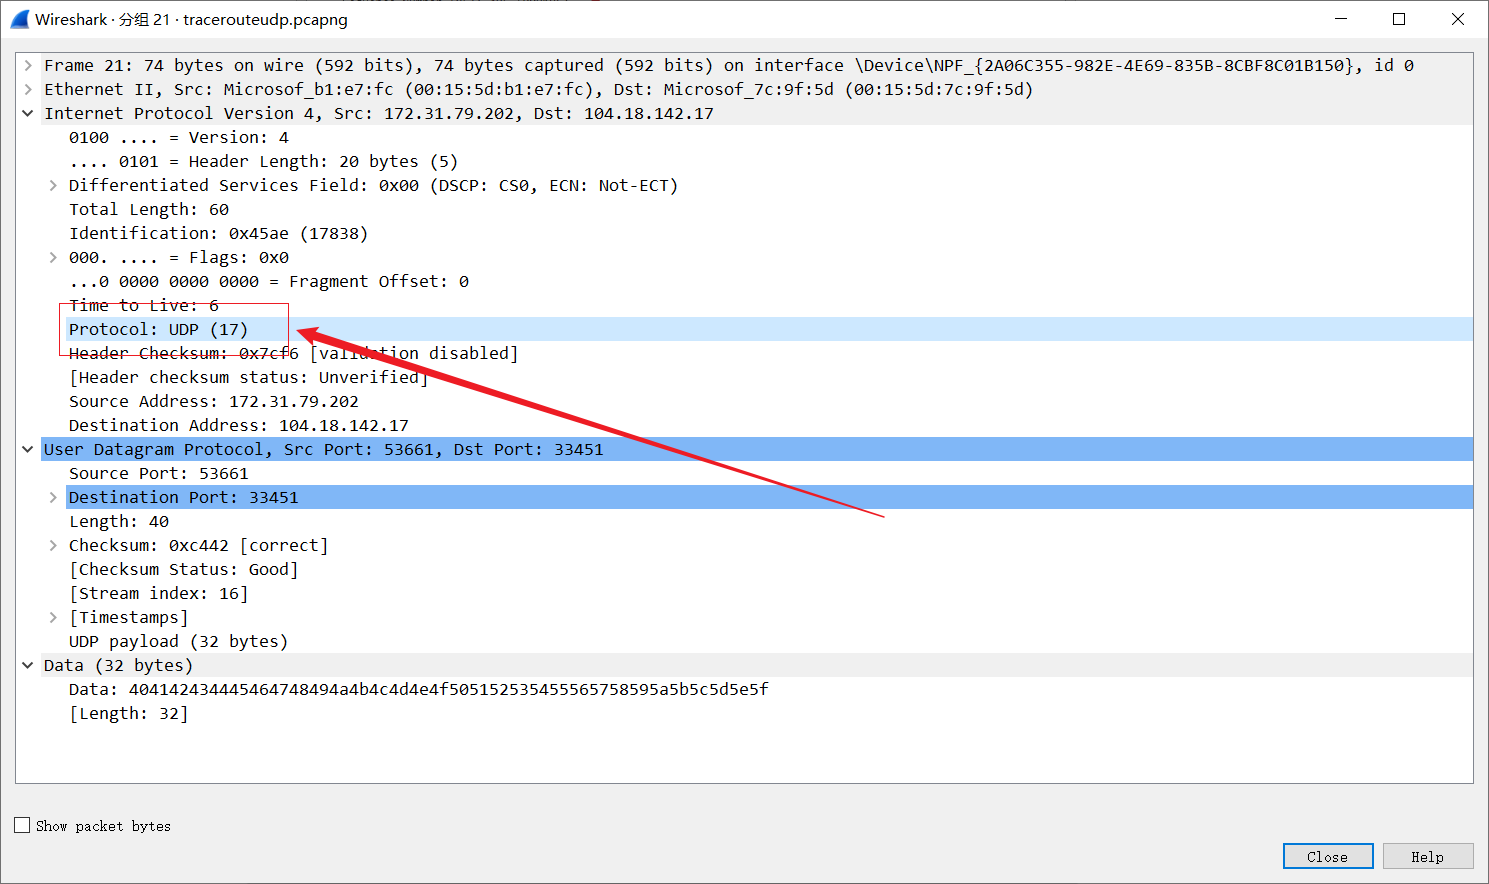 Wireshark · 分组 21 · tracerouteudp.pcapng
Frame 21: 74 bytes on wire (592 bits), 74 bytes captured (592 bits) on interface \Device\NPF_{2A06C355-982E-4E69-835B-8CBF8C01B150}, id 0
Ethernet II, Src: Microsof_b1:e7:fc (00:15:5d:b1:e7:fc), Dst: Microsof_7c:9f:5d (00:15:5d:7c:9f:5d)
Internet Protocol Version 4, Src: 172.31.79.202, Dst: 104.18.142.17
0100 .... = Version: 4
.... 0101 = Header Length: 20 bytes (5)
Differentiated Services Field: 0x00 (DSCP: CS0, ECN: Not-ECT)
Total Length: 60
Identification: 0x45ae (17838)
000. .... = Flags: 0x0
...0 0000 0000 0000 = Fragment Offset: 0
Time to Live: 6
Protocol: UDP (17)
Header Checksum: 0x7cf6 [validation disabled]
[Header checksum status: Unverified]
Source Address: 172.31.79.202
Destination Address: 104.18.142.17
User Datagram Protocol, Src Port: 53661, Dst Port: 33451
Source Port: 53661
Destination Port: 33451
Length: 40
Checksum: 0xc442 [correct]
[Checksum Status: Good]
[Stream index: 16]
[Timestamps]
UDP payload (32 bytes)
Data (32 bytes)
Data: 404142434445464748494a4b4c4d4e4f505152535455565758595a5b5c5d5e5f
[Length: 32]
Show packet bytes
Close
Help